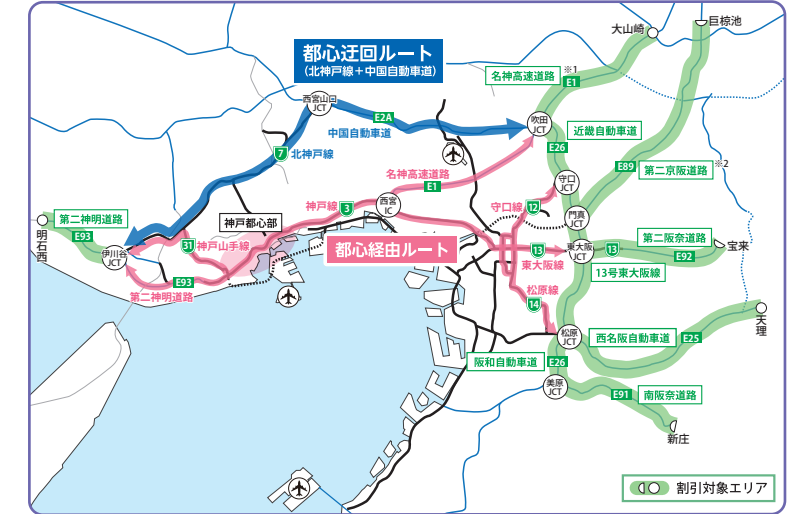 大山崎
巨椋池
都心迂回ルート
（北神戸線＋中国自動車道）
名神高速道路
※1
E1
西宮山口
JCT
E2A
中国自動車道
吹田
JCT
近畿自動車道
E26
7
北神戸線
名神高速道路
E1
E89
第二京阪道路
※2
守口
JCT
神戸線
3
西宮
IC
守口線
12
門真
JCT
第二神明道路
E93
明石西
神戸都心部
伊川谷
JCT
31
神戸山手線
都心経由ルート
13
東大阪線
東大阪
JCT
13
第二阪奈道路
E92
宝来
13号東大阪線
E93
第二神明道路
松原線
14
天理
松原
JCT
西名阪自動車道
E25
阪和自動車道
E26
美原
JCT
E91
南阪奈道路
新庄
割引対象エリア